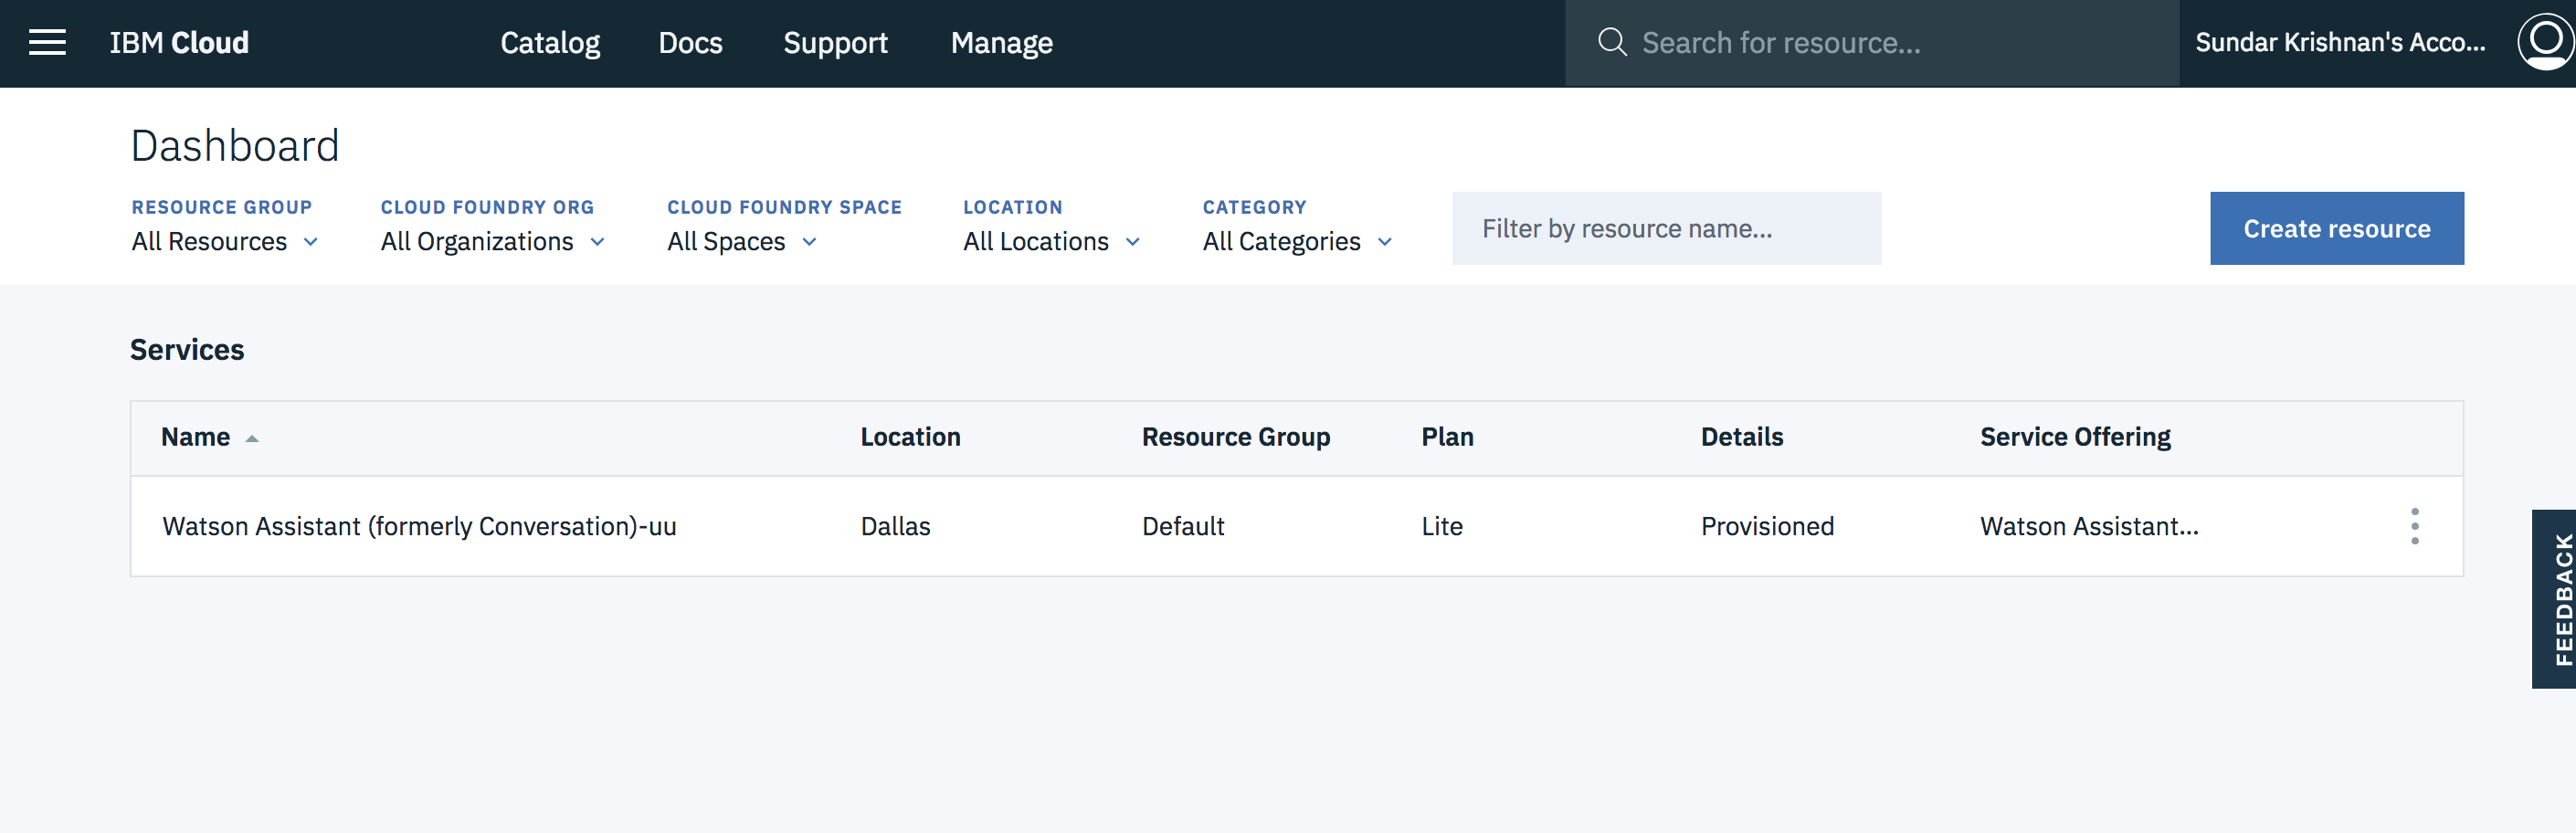 IBM Cloud Catalog Docs Support Manage Search for resource... Sundar Krishnan's Acco...
Dashboard
RESOURCE GROUP CLOUD FOUNDRY ORG CLOUD FOUNDRY SPACE LOCATION CATEGORY
All Resources All Organizations All Spaces All Locations All Categories Filter by resource name... Create resource
Services
Name Location Resource Group Plan Details Service Offering
Watson Assistant (formerly Conversation)-uu Dallas Default Lite Provisioned Watson Assistant...
FEEDBACK